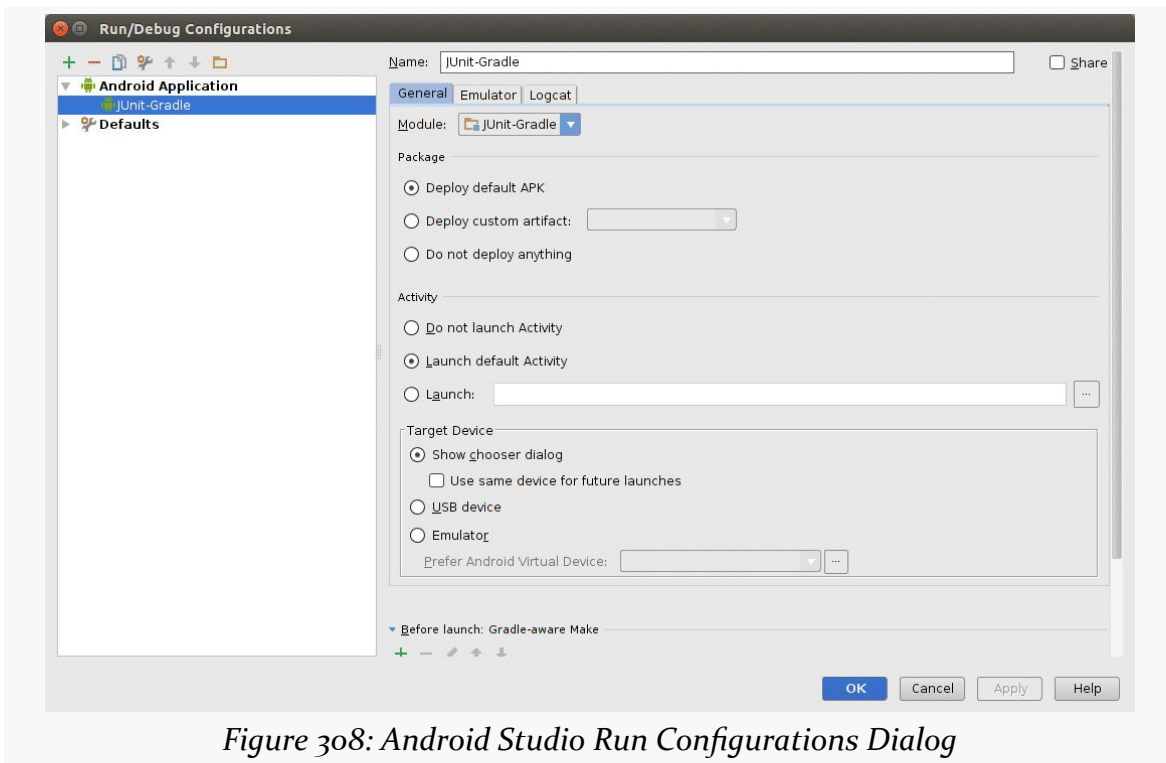 Run/Debug Configurations
Name: JUnit-Gradle Share
Android Application
JUnit-Gradle
Defaults
General Emulator Logcat
Module: JUnit-Gradle
Package
Deploy default APK
Deploy custom artifact:
Do not deploy anything
Activity
Do not launch Activity
Launch default Activity
Launch: ...
Target Device
Show chooser dialog
Use same device for future launches
USB device
Emulator
Prefer Android Virtual Device: ...
Before launch: Gradle-aware Make
OK Cancel Apply Help
Figure 308: Android Studio Run Configurations Dialog